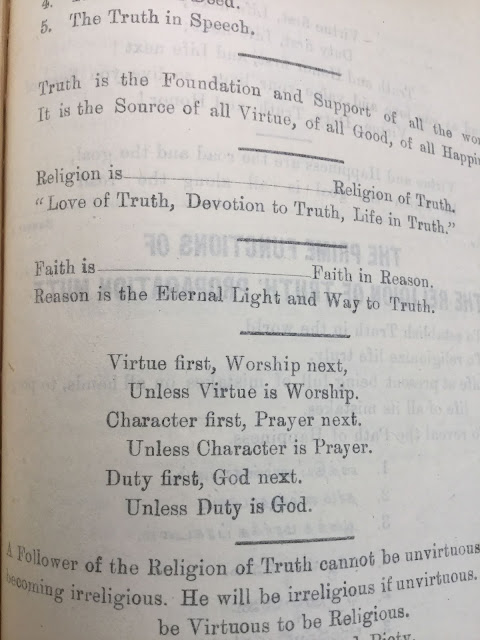 4.
5. The Truth in Speech.
Truth is the Foundation and Support of all the
It is the Source of all Virtue, of all Good, of all
Religion is Religion of Truth.
"Love of Truth, Devotion to Truth, Life in Truth."
Faith is Faith in Reason.
Reason is the Eternal Light and Way to Truth.
Virtue first, Worship next,
Unless Virtue is Worship.
Character first, Prayer next.
Unless Character is Prayer.
Duty first, God next.
Unless Duty is God.
A Follower of the Religion of Truth cannot be unvirtuous
becoming irreligious. He will be irreligious if unvirtuous.
be Virtuous to be Religious.
Piety.